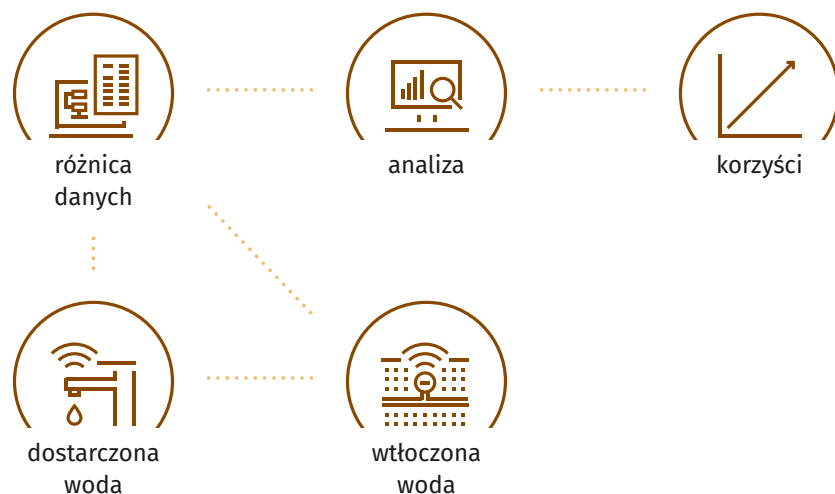 różnica
danych
analiza
korzyści
dostarczona
woda
wtłoczona
woda